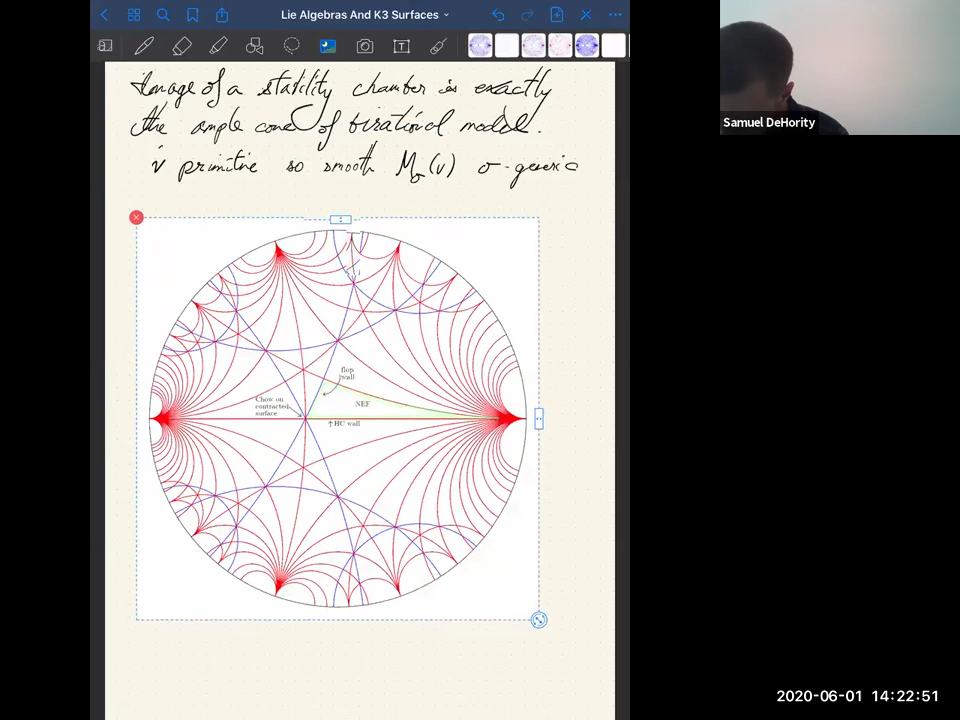 Lie Algebras And K3 Surfaces
Image of a stability chamber is exactly
the ample cone of birational model.
v primitive so smooth Mσ(v) σ-generic
flop
wall
Chow on
contracted
surface
NEF
↑ HC wall
Samuel DeHority
2020-06-01 14:22:51